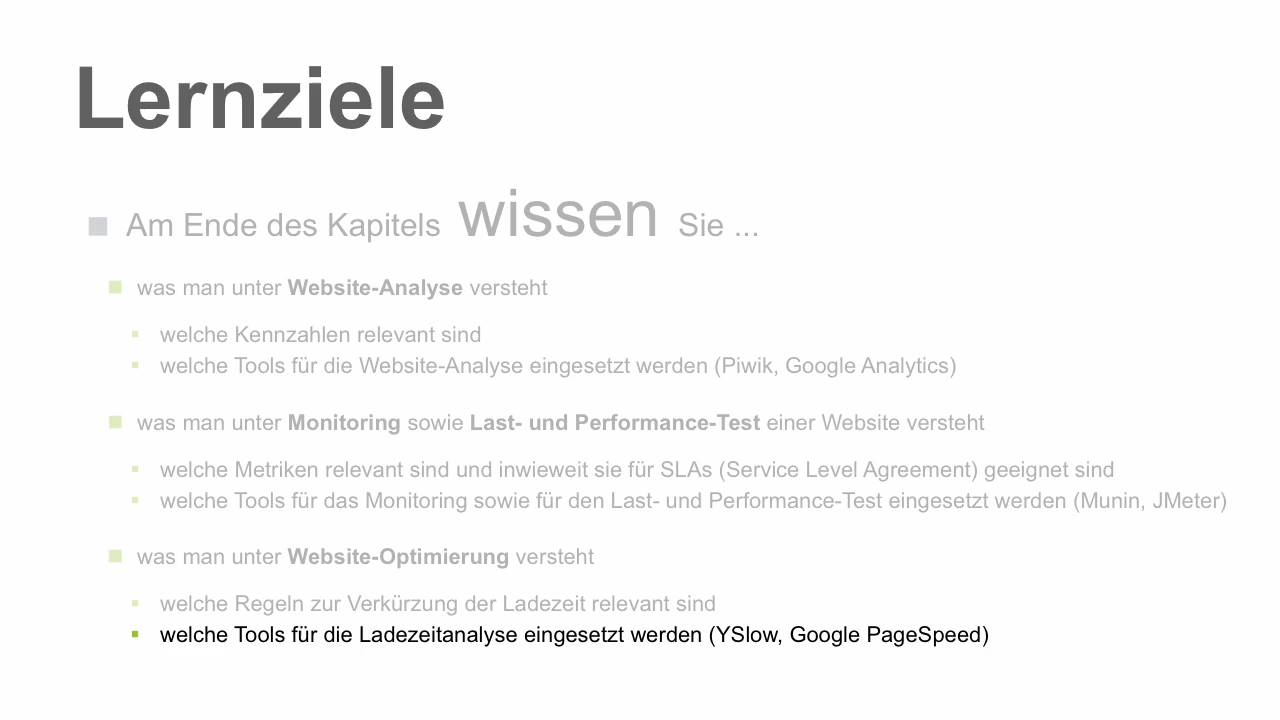 Lernziele
Am Ende des Kapitels wissen Sie ...
was man unter Website-Analyse versteht
welche Kennzahlen relevant sind
welche Tools für die Website-Analyse eingesetzt werden (Piwik, Google Analytics)
was man unter Monitoring sowie Last- und Performance-Test einer Website versteht
welche Metriken relevant sind und inwieweit sie für SLAs (Service Level Agreement) geeignet sind
welche Tools für das Monitoring sowie für den Last- und Performance-Test eingesetzt werden (Munin, JMeter)
was man unter Website-Optimierung versteht
welche Regeln zur Verkürzung der Ladezeit relevant sind
welche Tools für die Ladezeitanalyse eingesetzt werden (YSlow, Google PageSpeed)